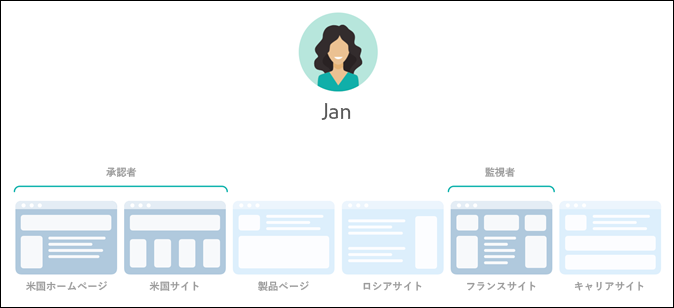 Jan
承認者
監視者
米国ホームページ
米国サイト
製品ページ
ロシアサイト
フランスサイト
キャリアサイト